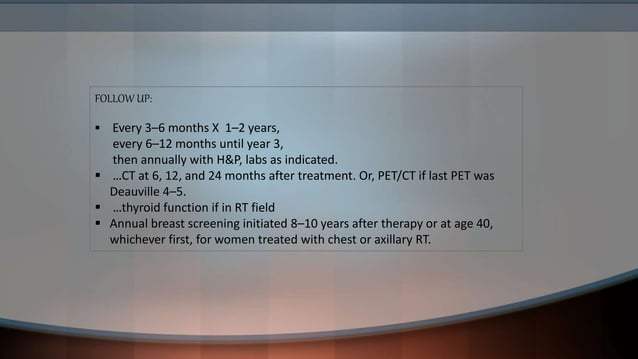 FOLLOW UP:
▪ Every 3–6 months X 1–2 years,
every 6–12 months until year 3,
then annually with H&P, labs as indicated.
▪ …CT at 6, 12, and 24 months after treatment. Or, PET/CT if last PET was
Deauville 4–5.
▪ …thyroid function if in RT field
▪ Annual breast screening initiated 8–10 years after therapy or at age 40,
whichever first, for women treated with chest or axillary RT.